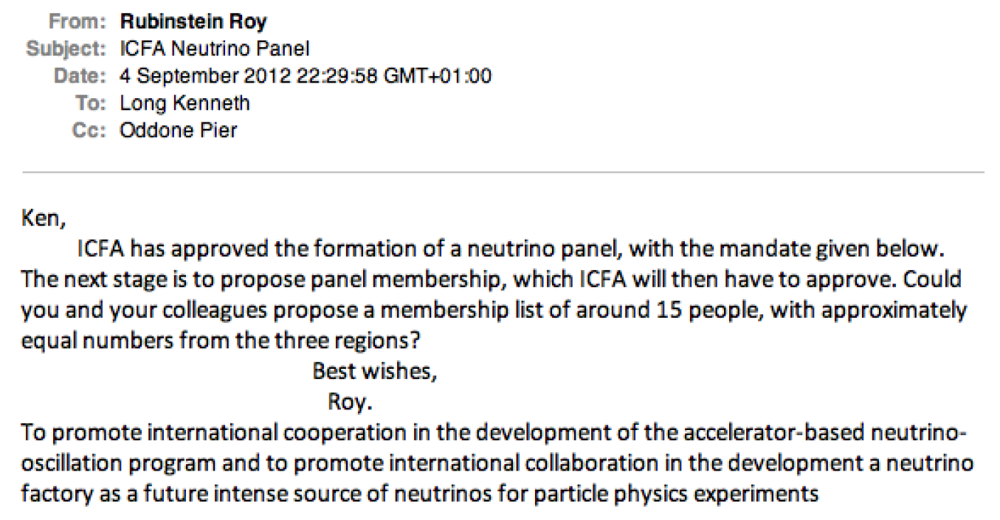 From: Rubinstein Roy
Subject: ICFA Neutrino Panel
Date: 4 September 2012 22:29:58 GMT+01:00
To: Long Kenneth
Cc: Oddone Pier
Ken,
ICFA has approved the formation of a neutrino panel, with the mandate given below.
The next stage is to propose panel membership, which ICFA will then have to approve. Could
you and your colleagues propose a membership list of around 15 people, with approximately
equal numbers from the three regions?
Best wishes,
Roy.
To promote international cooperation in the development of the accelerator-based neutrino-
oscillation program and to promote international collaboration in the development a neutrino
factory as a future intense source of neutrinos for particle physics experiments